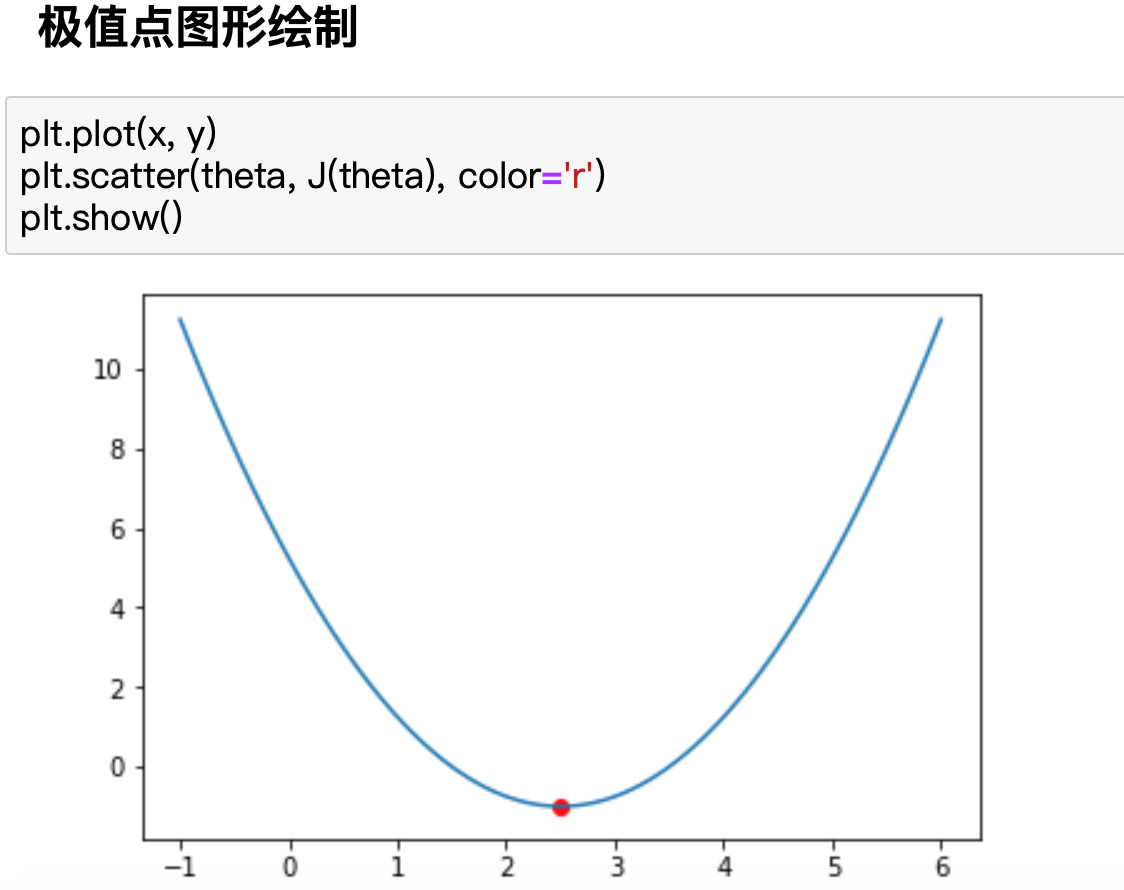 极值点图形绘制
plt.plot(x, y)
plt.scatter(theta, J(theta), color='r')
plt.show()
10
8
6
4
2
0
−1 0 1 2 3 4 5 6